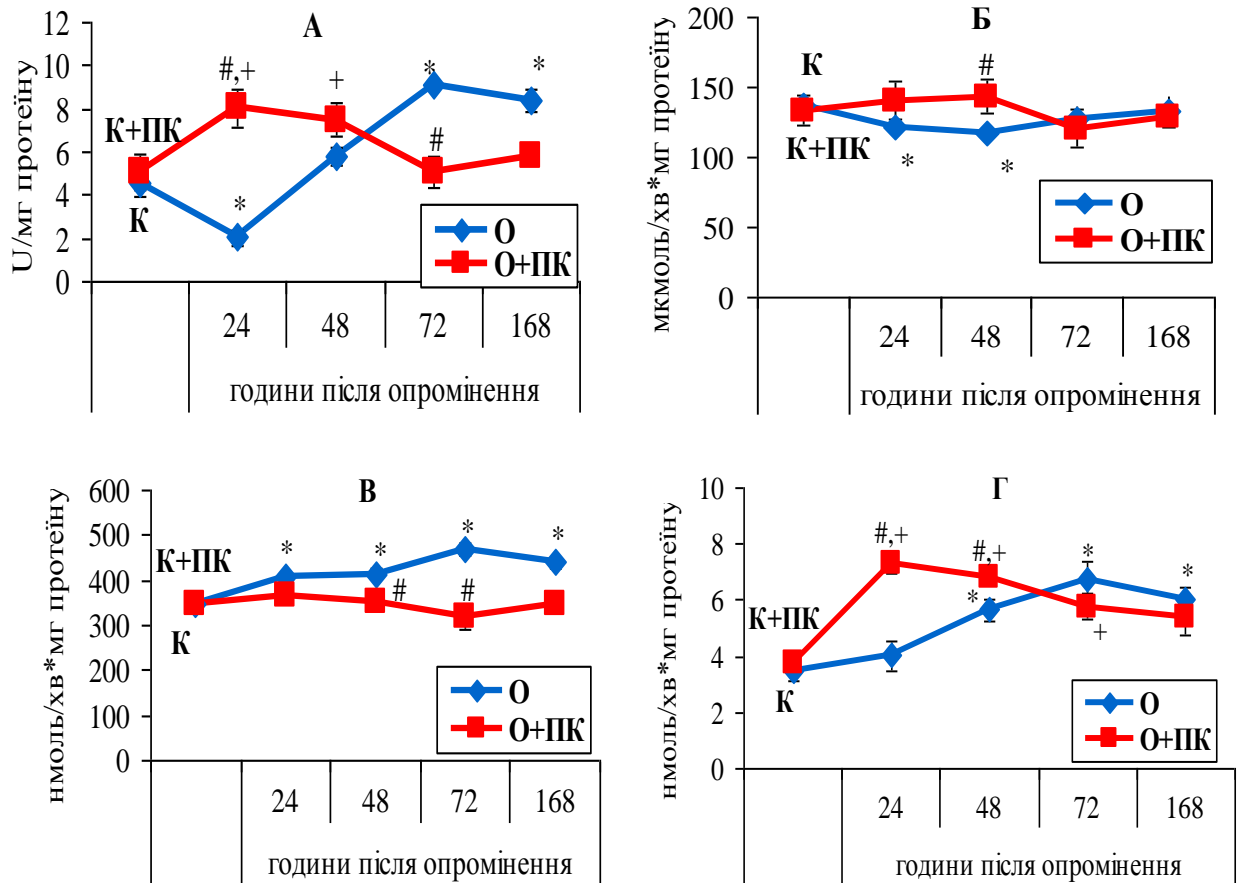 А
U/мг протеїну
12
10
8
6
4
2
0
К+ПК
К
#,+
+
*
*
*
#
О
О+ПК
24
48
72
168
години після опромінення
Б
мкмоль/хв*мг протеїну
200
150
100
50
0
К
К+ПК
#
*
*
О
О+ПК
24
48
72
168
години після опромінення
В
нмоль/хв*мг протеїну
600
500
400
300
200
100
0
К+ПК
К
*
*
*
*
#
#
О
О+ПК
24
48
72
168
години після опромінення
Г
нмоль/хв*мг протеїну
10
8
6
4
2
0
К+ПК
К
#,+
#,+
*
*
*
+
О
О+ПК
24
48
72
168
години після опромінення